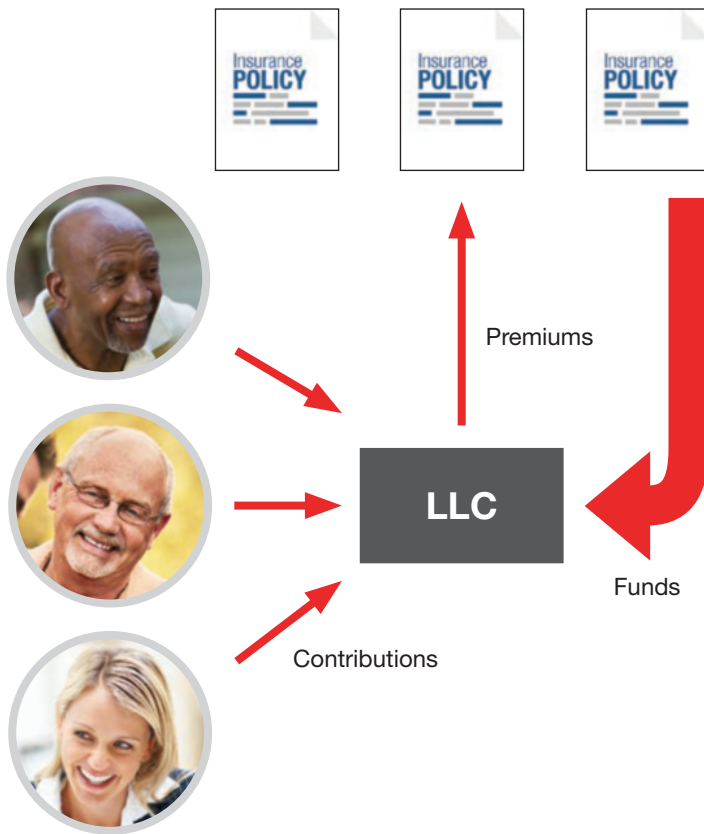 Insurance
POLICY
Insurance
POLICY
Insurance
POLICY
Premiums
LLC
Funds
Contributions